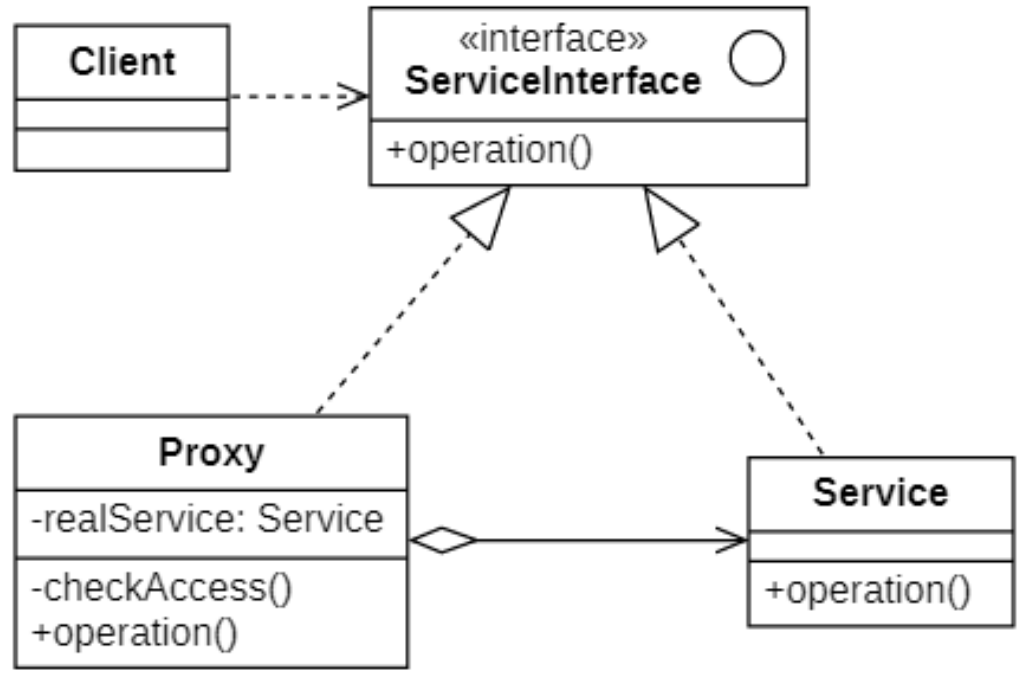 Client
«interface»
ServiceInterface
+operation()
Proxy
-realService: Service
-checkAccess()
+operation()
Service
+operation()